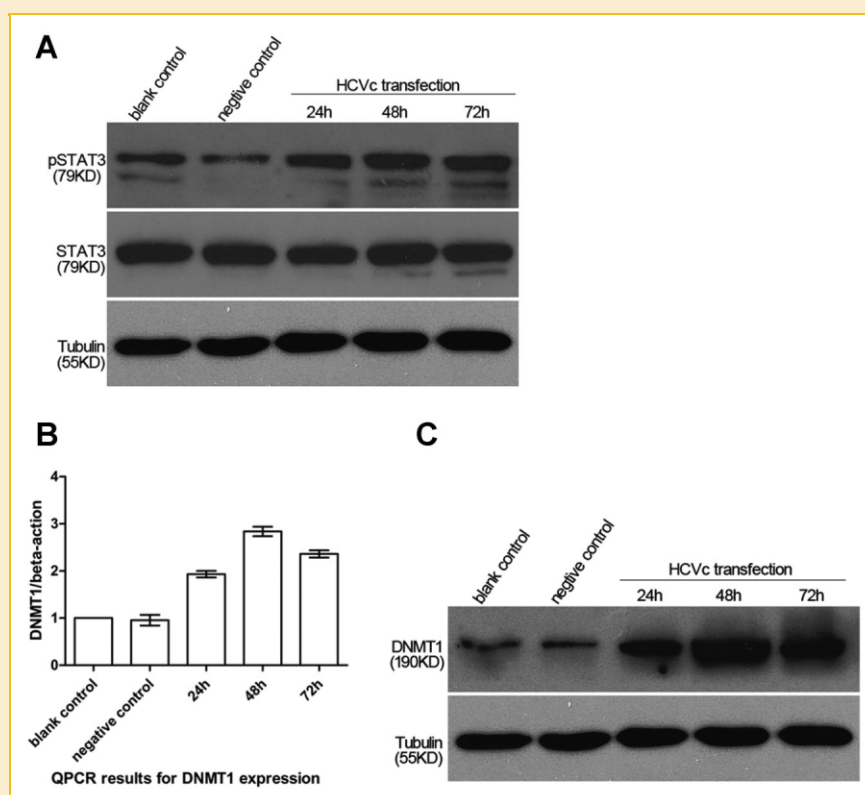 A
blank control
negtive control
HCVc transfection
24h 48h 72h
pSTAT3
(79KD)
STAT3
(79KD)
Tubulin
(55KD)
B
DNMT1/beta-action
4
3
2
1
0
blank control
negative control
24h
48h
72h
QPCR results for DNMT1 expression
C
blank control
negtive control
HCVc transfection
24h 48h 72h
DNMT1
(190KD)
Tubulin
(55KD)